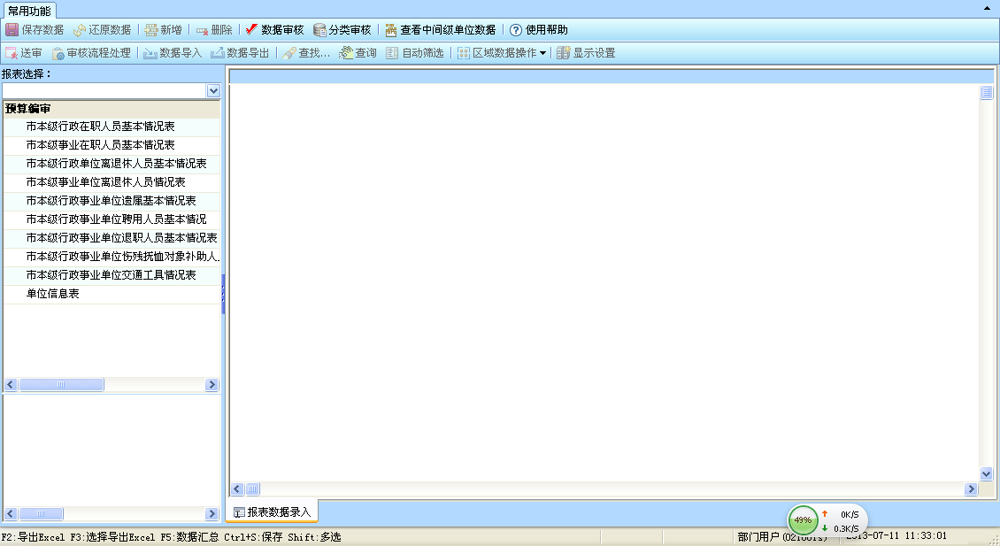 常用功能
保存数据 还原数据 新增 删除 数据审核 分类审核 查看中间级单位数据 使用帮助
送审 审核流程处理 数据导入 数据导出 查找... 查询 自动筛选 区域数据操作 显示设置
报表选择：
预算编审
市本级行政在职人员基本情况表
市本级事业在职人员基本情况表
市本级行政单位离退休人员基本情况表
市本级事业单位离退休人员情况表
市本级行政事业单位遗属基本情况表
市本级行政事业单位聘用人员基本情况
市本级行政事业单位退职人员基本情况表
市本级行政事业单位伤残抚恤对象补助人
市本级行政事业单位交通工具情况表
单位信息表
报表数据录入
49% 0K/S
0.3K/S
F2:导出Excel F3:选择导出Excel F5:数据汇总 Ctrl+S:保存 Shift:多选 部门用户 2013-07-11 11:33:01